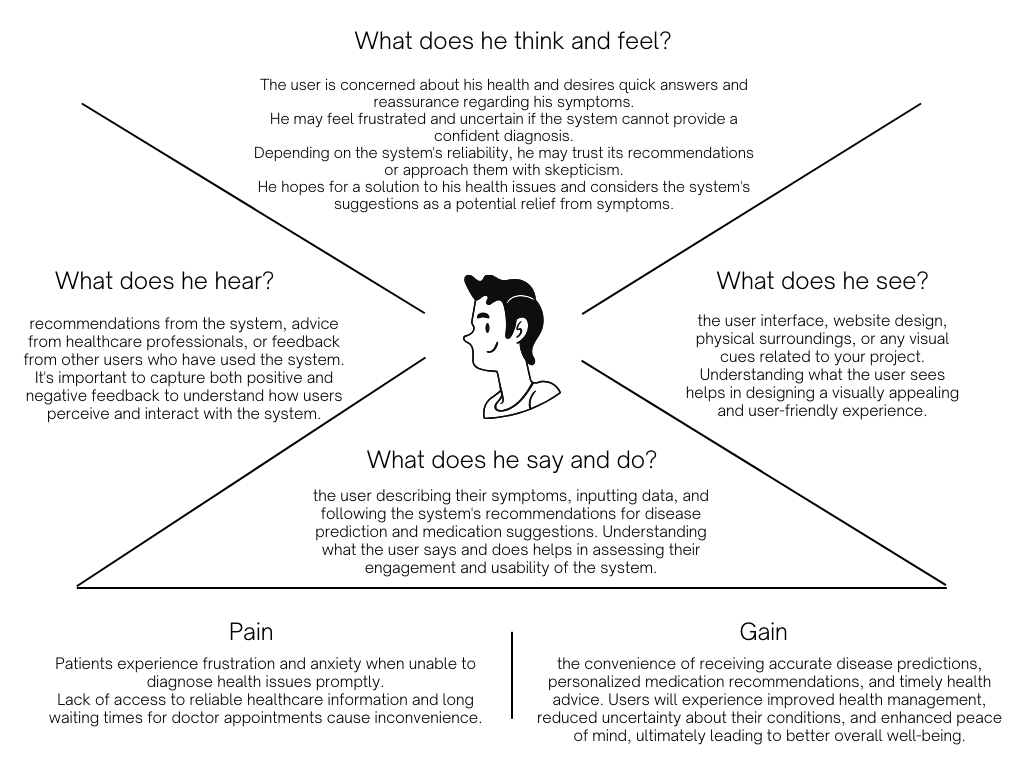 What does he think and feel?
The user is concerned about his health and desires quick answers and
reassurance regarding his symptoms.
He may feel frustrated and uncertain if the system cannot provide a
confident diagnosis.
Depending on the system's reliability, he may trust its recommendations
or approach them with skepticism.
He hopes for a solution to his health issues and considers the system's
suggestions as a potential relief from symptoms.
What does he hear?
recommendations from the system, advice
from healthcare professionals, or feedback
from other users who have used the system.
It's important to capture both positive and
negative feedback to understand how users
perceive and interact with the system.
What does he see?
the user interface, website design,
physical surroundings, or any visual
cues related to your project.
Understanding what the user sees
helps in designing a visually appealing
and user-friendly experience.
What does he say and do?
the user describing their symptoms, inputting data, and
following the system's recommendations for disease
prediction and medication suggestions. Understanding
what the user says and does helps in assessing their
engagement and usability of the system.
Pain
Patients experience frustration and anxiety when unable to
diagnose health issues promptly.
Lack of access to reliable healthcare information and long
waiting times for doctor appointments cause inconvenience.
Gain
the convenience of receiving accurate disease predictions,
personalized medication recommendations, and timely health
advice. Users will experience improved health management,
reduced uncertainty about their conditions, and enhanced peace
of mind, ultimately leading to better overall well-being.